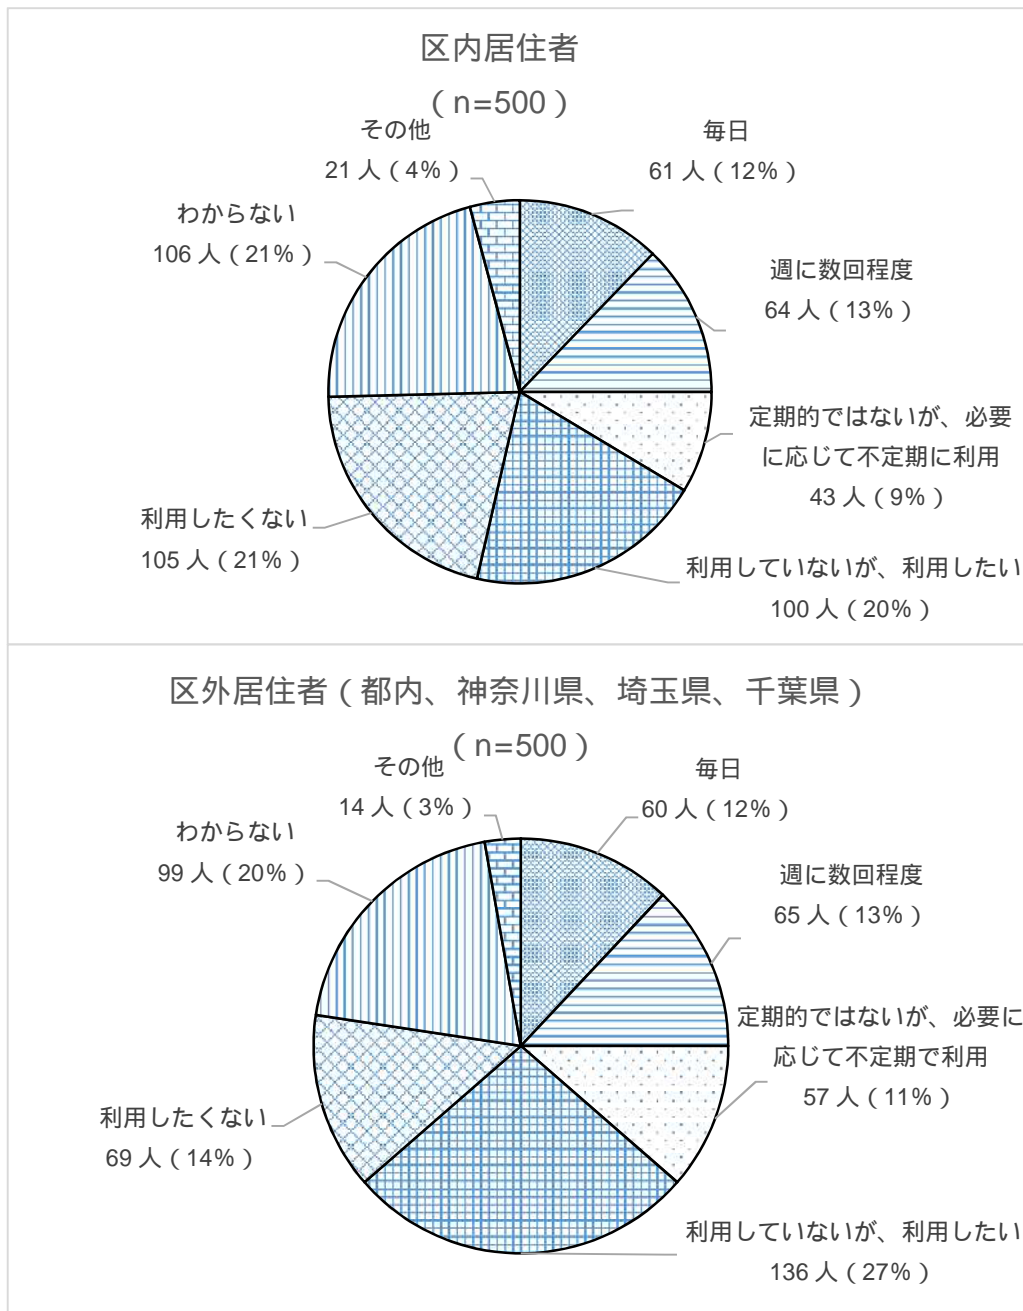 区内居住者
（n=500）
その他
21 人（4%）
毎日
61 人（12%）
わからない
106 人（21%）
週に数回程度
64 人（13%）
定期的ではないが、必要
に応じて不定期に利用
43 人（9%）
利用したくない
105 人（21%）
利用していないが、利用したい
100 人（20%）
区外居住者（都内、神奈川県、埼玉県、千葉県）
（n=500）
その他
14 人（3%）
毎日
60 人（12%）
わからない
99 人（20%）
週に数回程度
65 人（13%）
定期的ではないが、必要に
応じて不定期で利用
57 人（11%）
利用したくない
69 人（14%）
利用していないが、利用したい
136 人（27%）